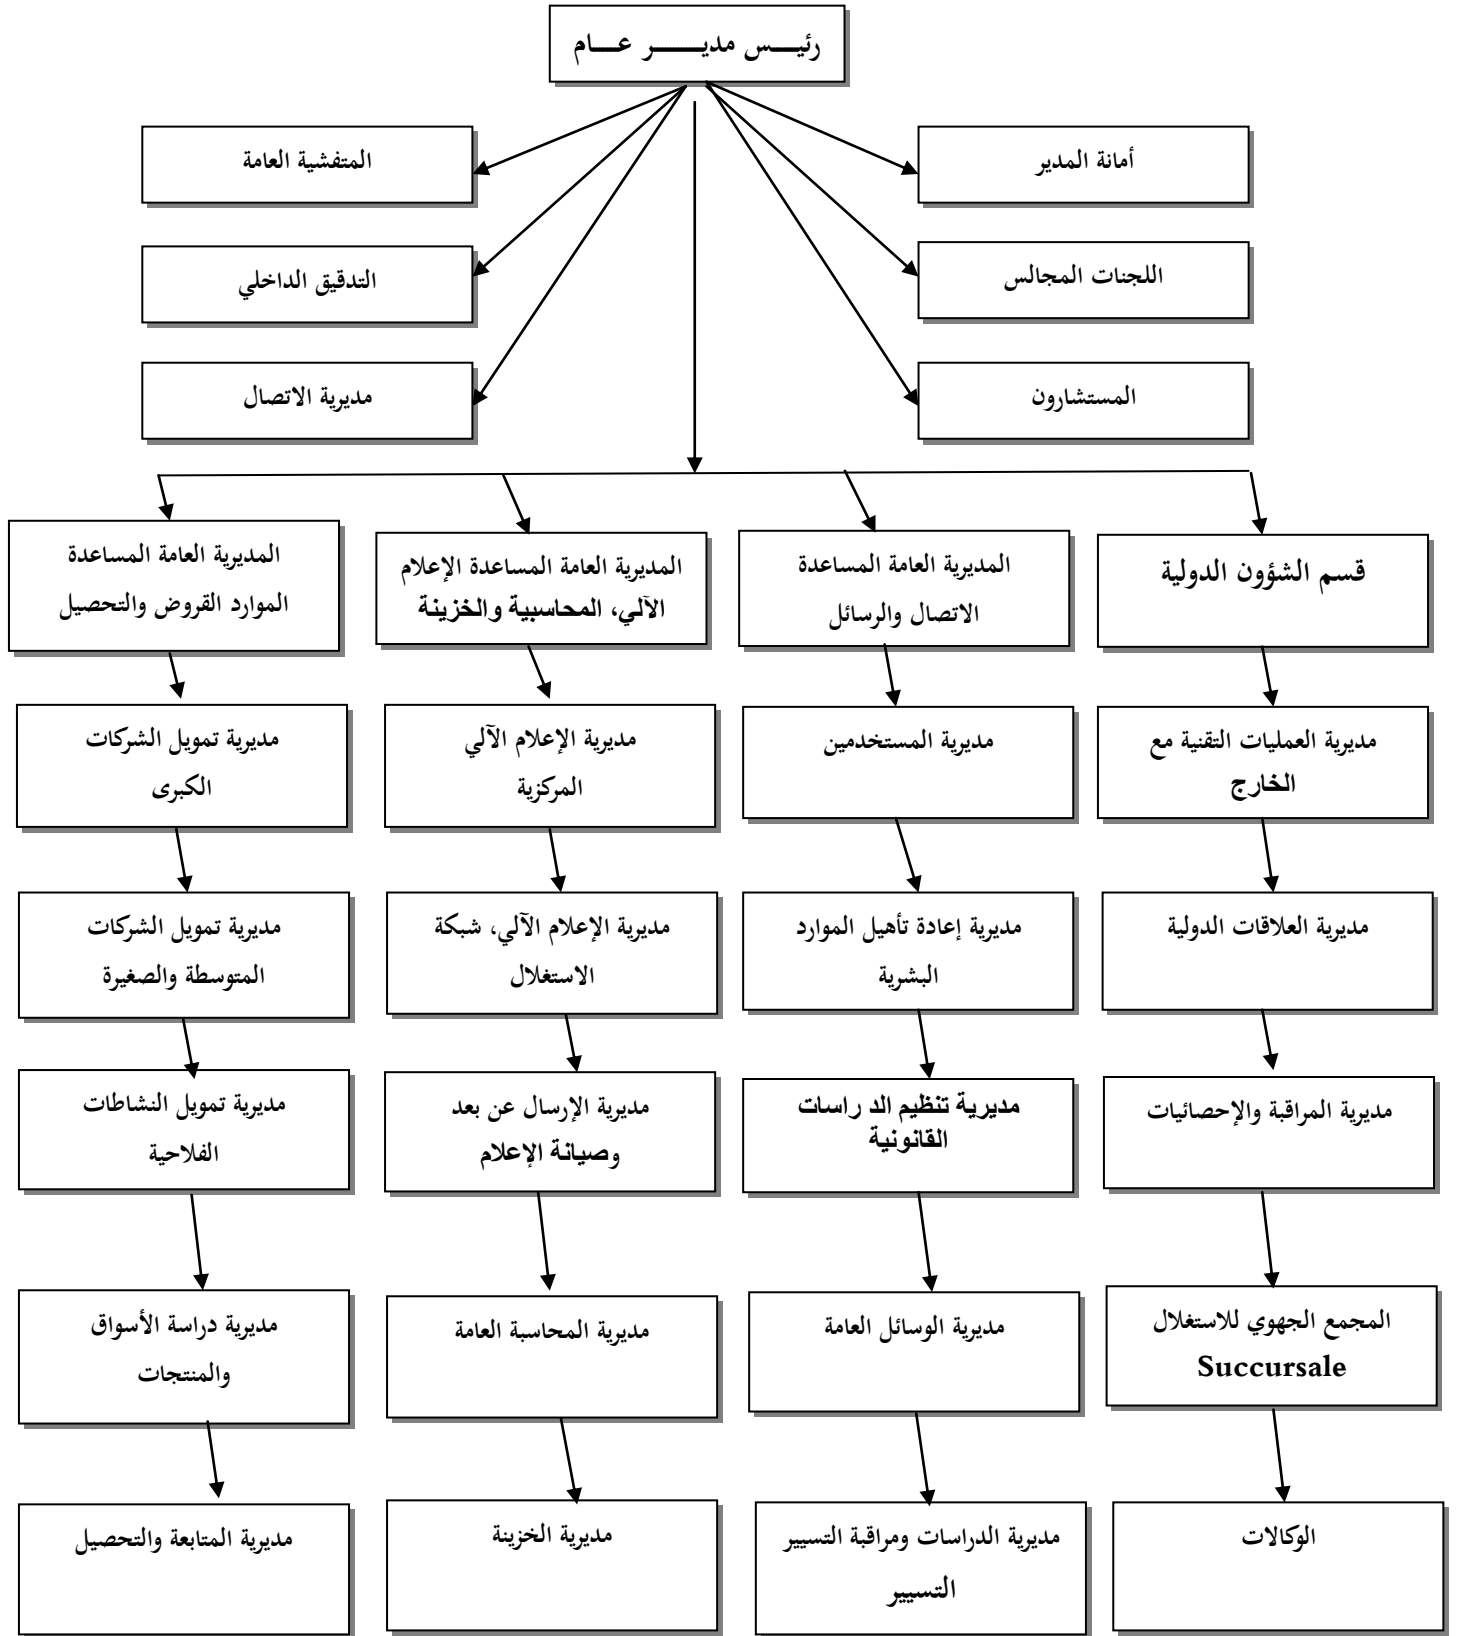 رئيس مدير عام
أمانة المدير
المتفشية العامة
اللجنات المجالس
التدقيق الداخلي
المستشارون
مديرية الاتصال
قسم الشؤون الدولية
المديرية العامة المساعدة
الاتصال والرسائل
المديرية العامة المساعدة الإعلام
الآلي، المحاسبية والخزينة
المديرية العامة المساعدة
الموارد القروض والتحصيل
مديرية العمليات التقنية مع
الخارج
مديرية المستخدمين
مديرية الإعلام الآلي
المركزية
مديرية تمويل الشركات
الكبرى
مديرية العلاقات الدولية
مديرية إعادة تأهيل الموارد
البشرية
مديرية الإعلام الآلي، شبكة
الاستغلال
مديرية تمويل الشركات
المتوسطة والصغيرة
مديرية المراقبة والإحصائيات
مديرية تنظيم الد راسات
القانونية
مديرية الإرسال عن بعد
وصيانة الإعلام
مديرية تمويل النشاطات
الفلاحية
المجمع الجهوي للاستغلال
Succursale
مديرية الوسائل العامة
مديرية المحاسبة العامة
مديرية دراسة الأسواق
والمنتجات
الوكالات
مديرية الدراسات ومراقبة التسيير
التسيير
مديرية الخزينة
مديرية المتابعة والتحصيل